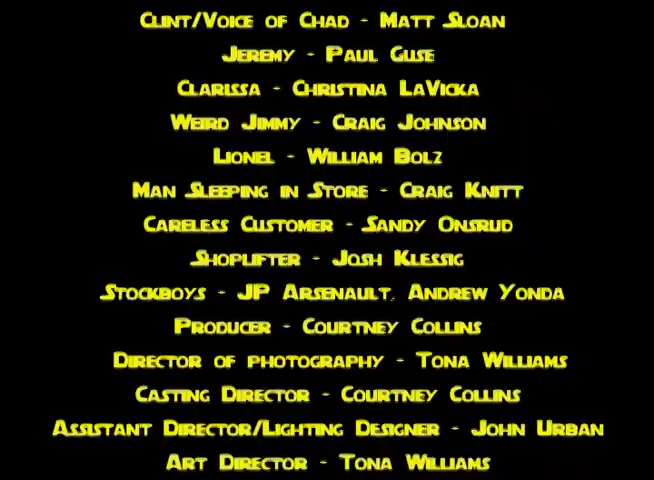 Clint/Voice of Chad - Matt Sloan
Jeremy - Paul Guse
Clarissa - Christina LaVicka
Weird Jimmy - Craig Johnson
Lionel - William Bolz
Man Sleeping in Store - Craig Knitt
Careless Customer - Sandy Onsrud
Shoplifter - Josh Klessig
Stockboys - JP Arsenault, Andrew Yonda
Producer - Courtney Collins
Director of photography - Tona Williams
Casting Director - Courtney Collins
Assistant Director/Lighting Designer - John Urban
Art Director - Tona Williams